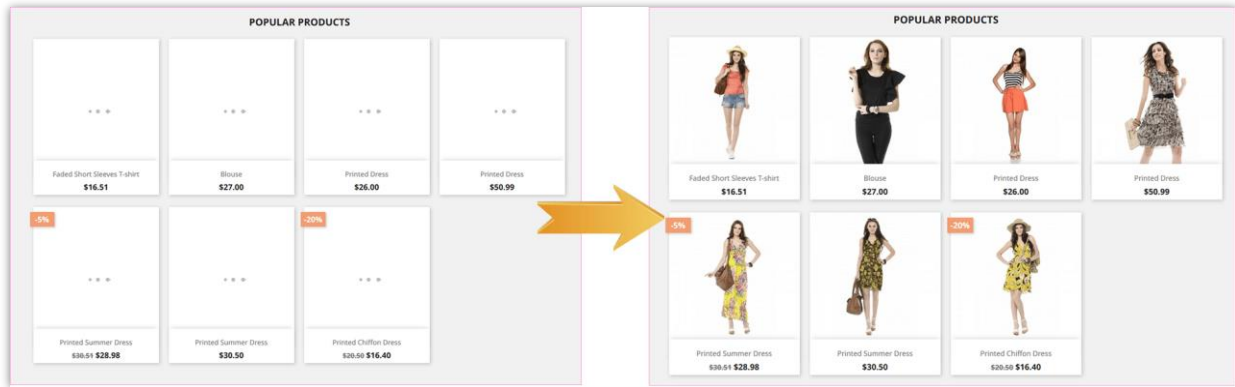 POPULAR PRODUCTS
Faded Short Sleeves T-shirt
$16.51
Blouse
$27.00
Printed Dress
$26.00
Printed Dress
$50.99
-5%
Printed Summer Dress
$30.51 $28.98
Printed Summer Dress
$30.50
-20%
Printed Chiffon Dress
$20.50 $16.40
POPULAR PRODUCTS
Faded Short Sleeves T-shirt
$16.51
Blouse
$27.00
Printed Dress
$26.00
Printed Dress
$50.99
-5%
Printed Summer Dress
$30.51 $28.98
Printed Summer Dress
$30.50
-20%
Printed Chiffon Dress
$20.50 $16.40